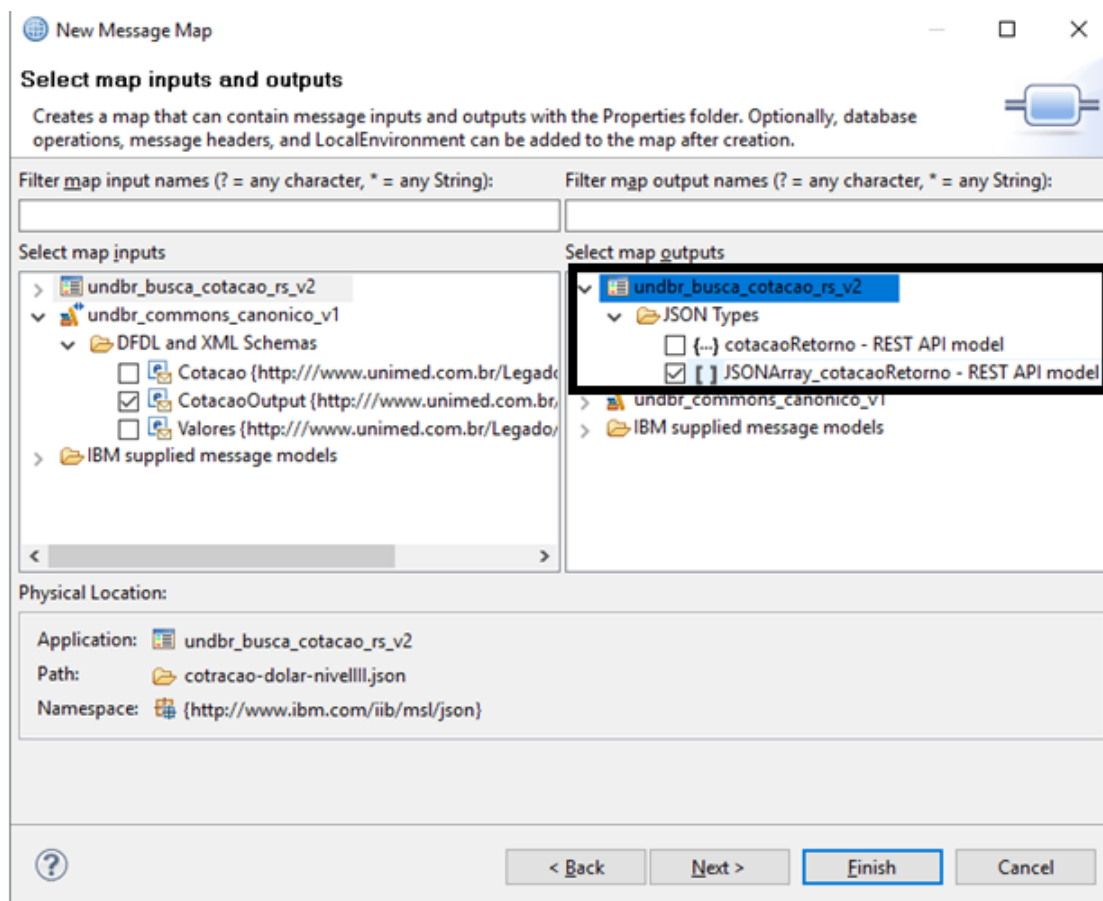 New Message Map
Select map inputs and outputs
Creates a map that can contain message inputs and outputs with the Properties folder. Optionally, database
operations, message headers, and LocalEnvironment can be added to the map after creation.
Filter map input names (? = any character, * = any String):
Filter map output names (? = any character, * = any String):
Select map inputs
undbr_busca_cotacao_rs_v2
undbr_commons_canonico_v1
DFDL and XML Schemas
Cotacao {http:///www.unimed.com.br/Legado
CotacaoOutput {http:///www.unimed.com.br/
Valores {http:///www.unimed.com.br/Legado/
IBM supplied message models
Select map outputs
undbr_busca_cotacao_rs_v2
JSON Types
{...} cotacaoRetorno - REST API model
[ ] JSONArray_cotacaoRetorno - REST API model
undbr_commons_canonico_v1
IBM supplied message models
Physical Location:
Application: undbr_busca_cotacao_rs_v2
Path: cotracao-dolar-nivelIII.json
Namespace: {http://www.ibm.com/iib/msl/json}
?
< Back
Next >
Finish
Cancel